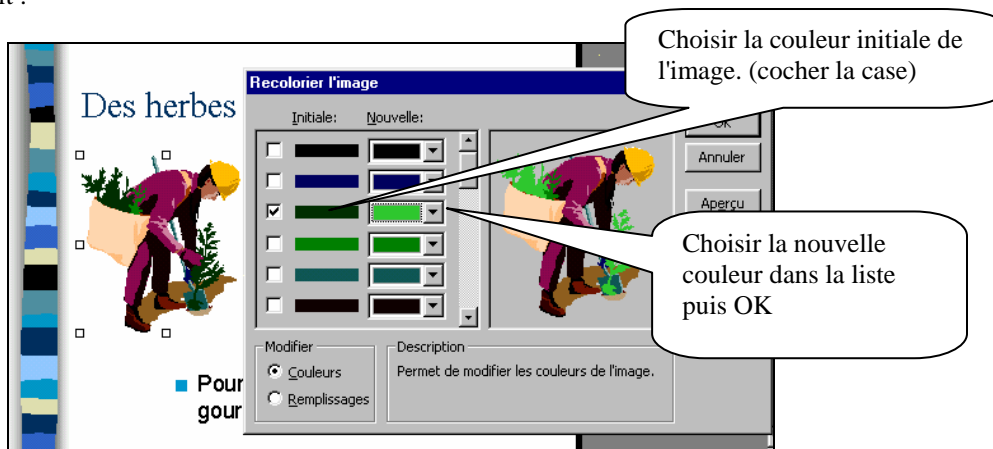 Choisir la couleur initiale de
l'image. (cocher la case)
Recolorier l'image
Des herbes
Initiale: Nouvelle:
OK
Annuler
Aperçu
Choisir la nouvelle
couleur dans la liste
puis OK
Modifier
Couleurs
Remplissages
Description
Permet de modifier les couleurs de l'image.
Pour
gour